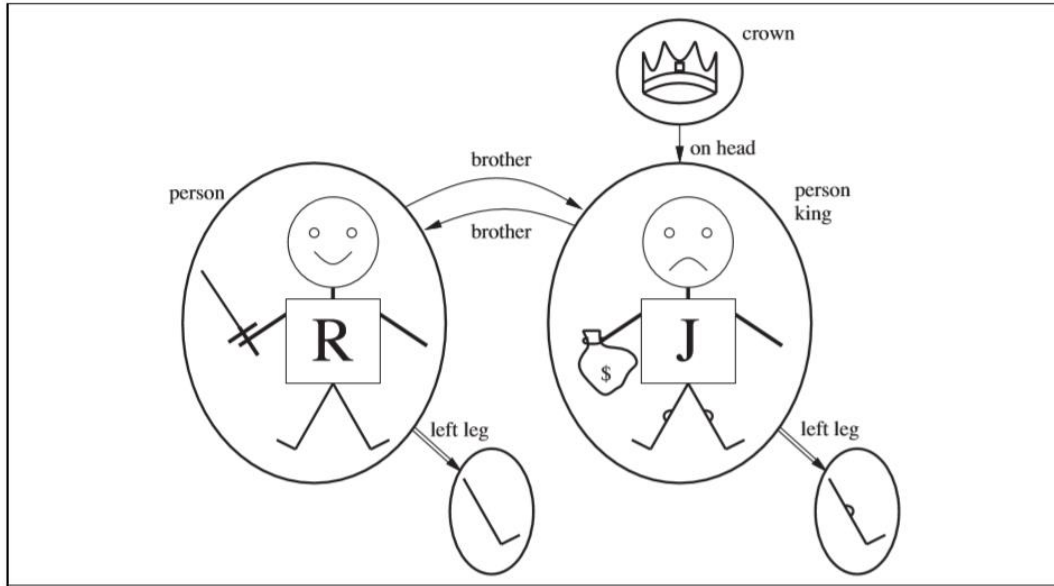 crown
on head
brother
person
person
king
brother
R
J
$
left leg
left leg